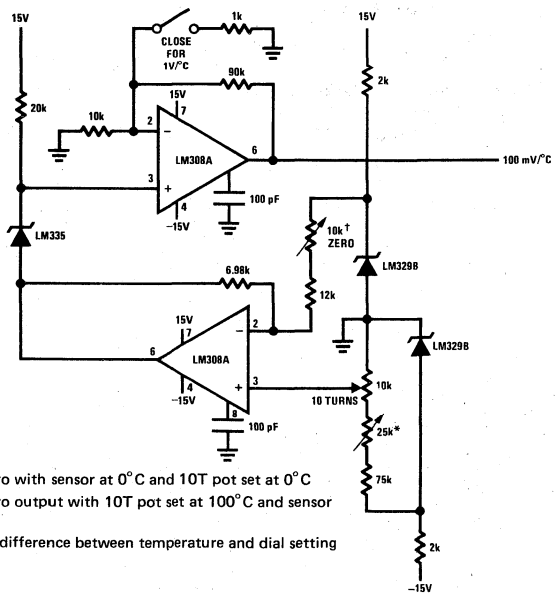 15V
1k
15V
CLOSE
FOR
1V/°C
90k
2k
20k
15V
10k
2
7
−
LM308A
6
100 mV/°C
3
+
4
−15V
100 pF
10k†
ZERO
LM335
LM329B
6.98k
12k
15V
7
−
2
LM329B
6
LM308A
4
−15V
+
3
10k
10 TURNS
8
100 pF
25k*
ro with sensor at 0°C and 10T pot set at 0°C
75k
ro output with 10T pot set at 100°C and sensor
difference between temperature and dial setting
2k
−15V